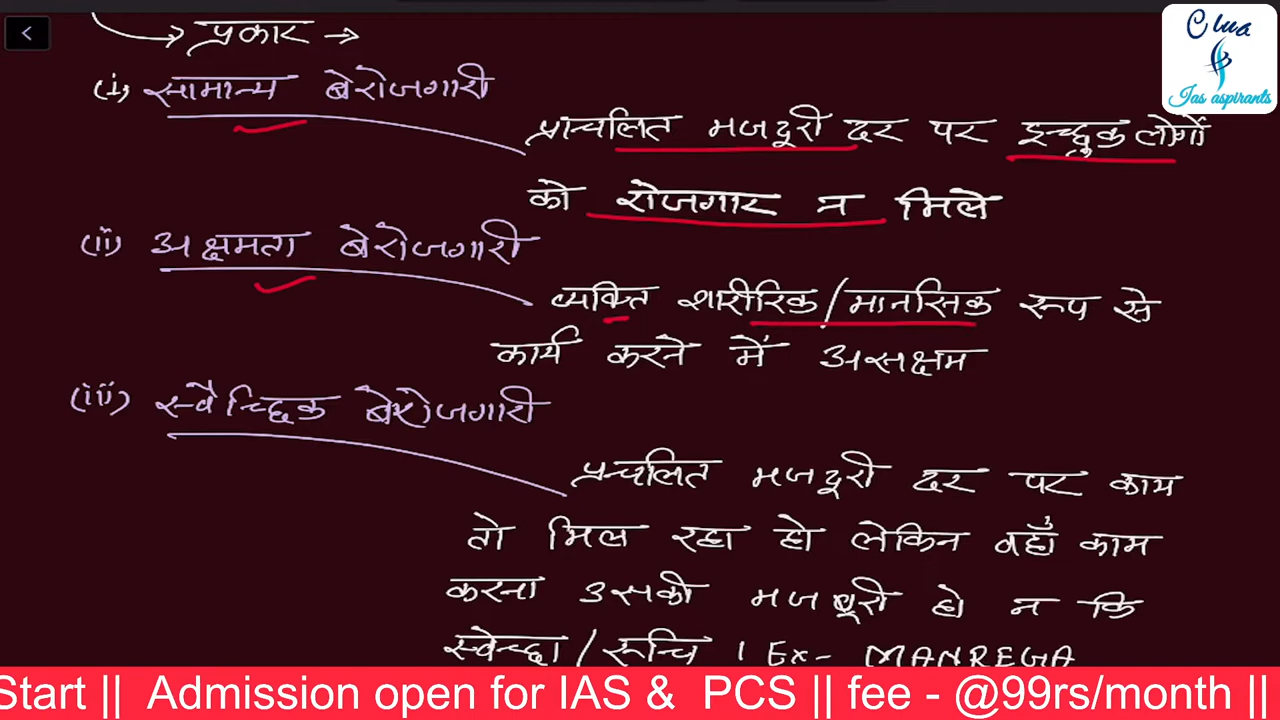 Clua
Ias aspirants
→ प्रकार →
(i) सामान्य बेरोजगारी
प्राचलित मजदूरी दर पर इच्छुक लोगों
को रोजगार न मिले
(ii) अक्षमता बेरोजगारी
व्यक्ति शारीरिक/मानसिक रूप से
कार्य करने में असक्षम
(iii) स्वैच्छिक बेरोजगारी
प्रचलित मजदूरी दर पर काम
तो मिल रहा हो लेकिन वहाँ काम
करना उसकी मजबूरी हो न कि
स्वेच्छा/रूचि । Ex- MANREGA
Start || Admission open for IAS & PCS || fee - @99rs/month ||